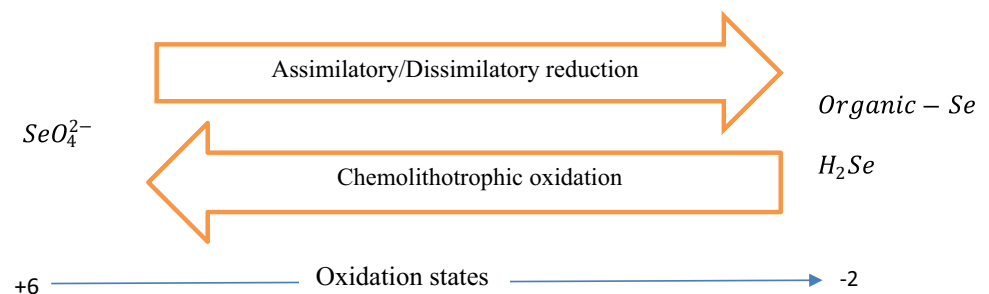 Assimilatory/Dissimilatory reduction
Organic − Se
SeO₄²⁻
H₂Se
Chemolithotrophic oxidation
+6 Oxidation states -2